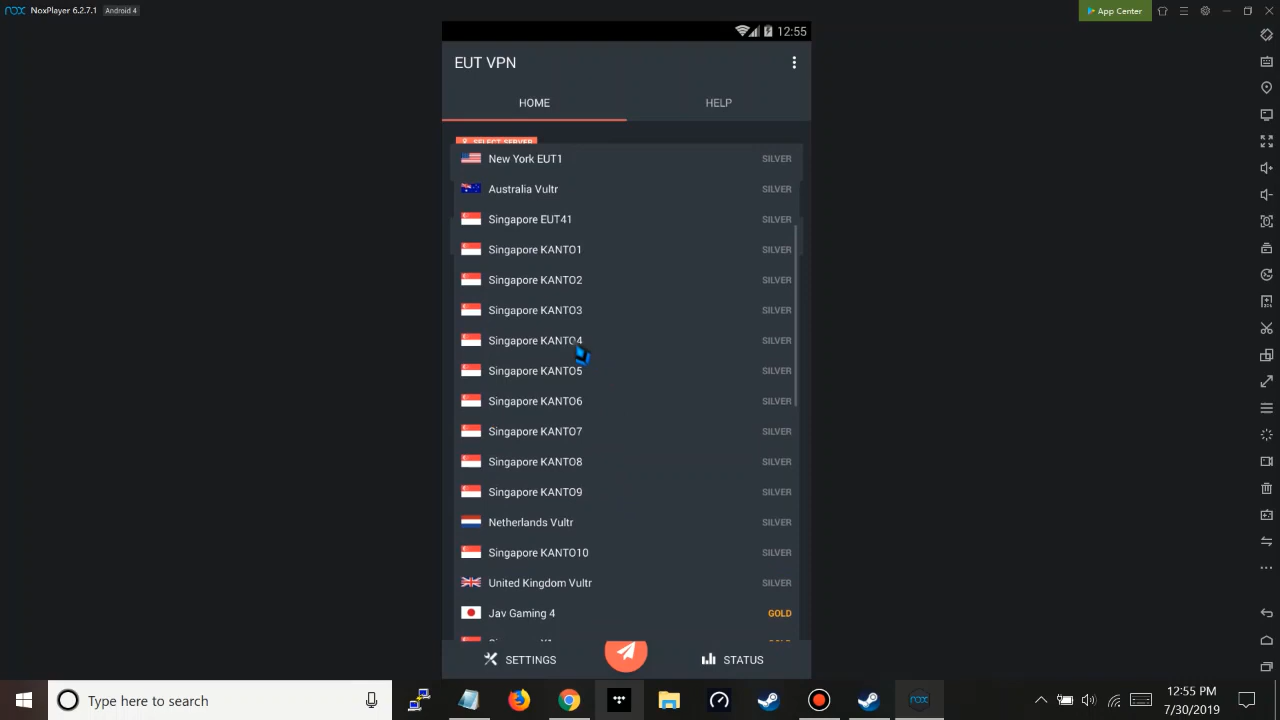 nox NoxPlayer 6.2.7.1 Android 4
App Center
12:55
EUT VPN
HOME HELP
SELECT SERVER
New York EUT1 SILVER
Australia Vultr SILVER
Singapore EUT41 SILVER
Singapore KANTO1 SILVER
Singapore KANTO2 SILVER
Singapore KANTO3 SILVER
Singapore KANTO4 SILVER
Singapore KANTO5 SILVER
Singapore KANTO6 SILVER
Singapore KANTO7 SILVER
Singapore KANTO8 SILVER
Singapore KANTO9 SILVER
Netherlands Vultr SILVER
Singapore KANTO10 SILVER
United Kingdom Vultr SILVER
Jav Gaming 4 GOLD
SETTINGS STATUS
Type here to search
nox
12:55 PM
7/30/2019